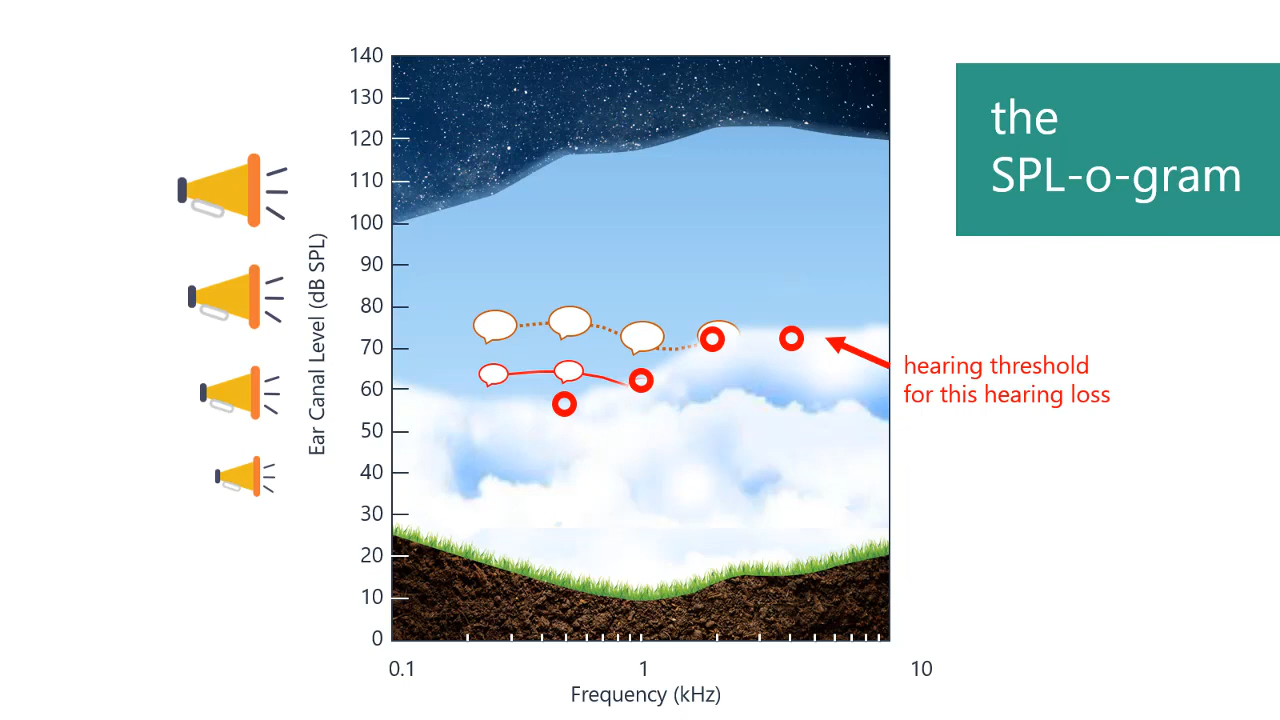 the
SPL-o-gram
140
130
120
110
100
90
80
70
60
50
40
30
20
10
0
Ear Canal Level (dB SPL)
hearing threshold
for this hearing loss
0.1 1 10
Frequency (kHz)